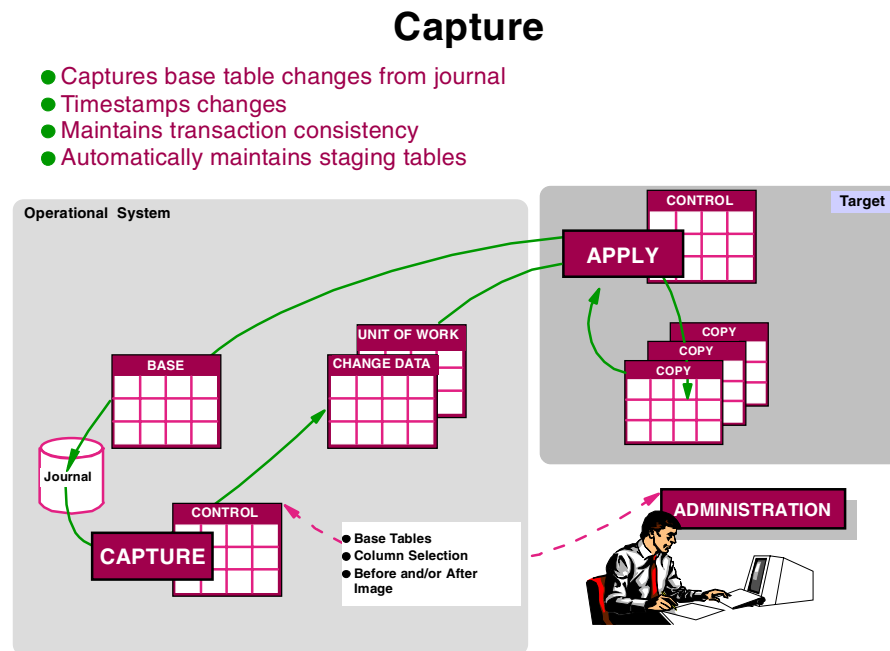 Capture
Captures base table changes from journal
Timestamps changes
Maintains transaction consistency
Automatically maintains staging tables
Operational System
Target
CONTROL
APPLY
UNIT OF WORK
CHANGE DATA
BASE
COPY
COPY
COPY
Journal
CONTROL
CAPTURE
Base Tables
Column Selection
Before and/or After
Image
ADMINISTRATION